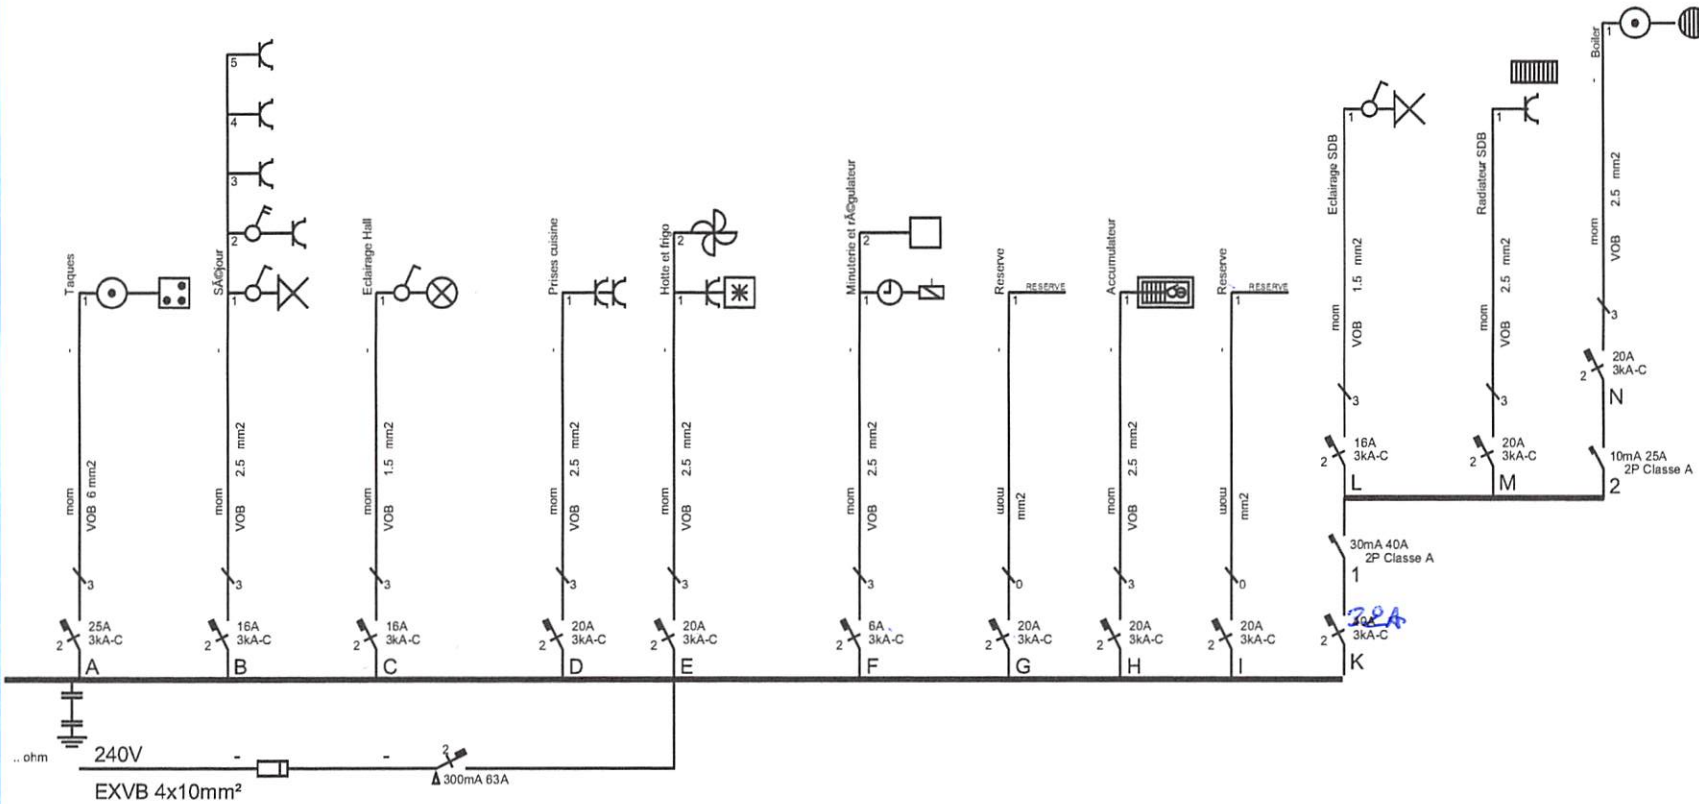 5
4
3
2
1
SÃ©jour
-
2.5 mm2
mom
VOB
3
16A
3kA-C
2
B
Taques
1
-
mom
VOB 6 mm2
3
25A
3kA-C
2
A
Eclairage Hall
1
-
1.5 mm2
mom
VOB
3
16A
3kA-C
2
C
Prises cuisine
1
-
2.5 mm2
mom
VOB
3
20A
3kA-C
2
D
Hotte et frigo
2
1
2.5 mm2
mom
VOB
3
20A
3kA-C
2
E
Minuterie et rÃ©gulateur
2
1
-
2.5 mm2
mom
VOB
3
6A
3kA-C
2
F
Reserve
1
RESERVE
-
mom
mm2
0
20A
3kA-C
2
G
Accumulateur
1
-
2.5 mm2
mom
VOB
3
20A
3kA-C
2
H
Reserve
1
RESERVE
-
mom
mm2
0
20A
3kA-C
2
I
Eclairage SDB
1
1.5 mm2
mom
VOB
3
16A
3kA-C
2
L
Radiateur SDB
1
2.5 mm2
mom
VOB
3
20A
3kA-C
2
M
- Boiler
1
2.5 mm2
mom
VOB
3
20A
3kA-C
2
N
10mA 25A
2P Classe A
2
30mA 40A
2P Classe A
1
32A
3kA-C
2
K
.. ohm
240V
-
-
2
300mA 63A
EXVB 4x10mm²